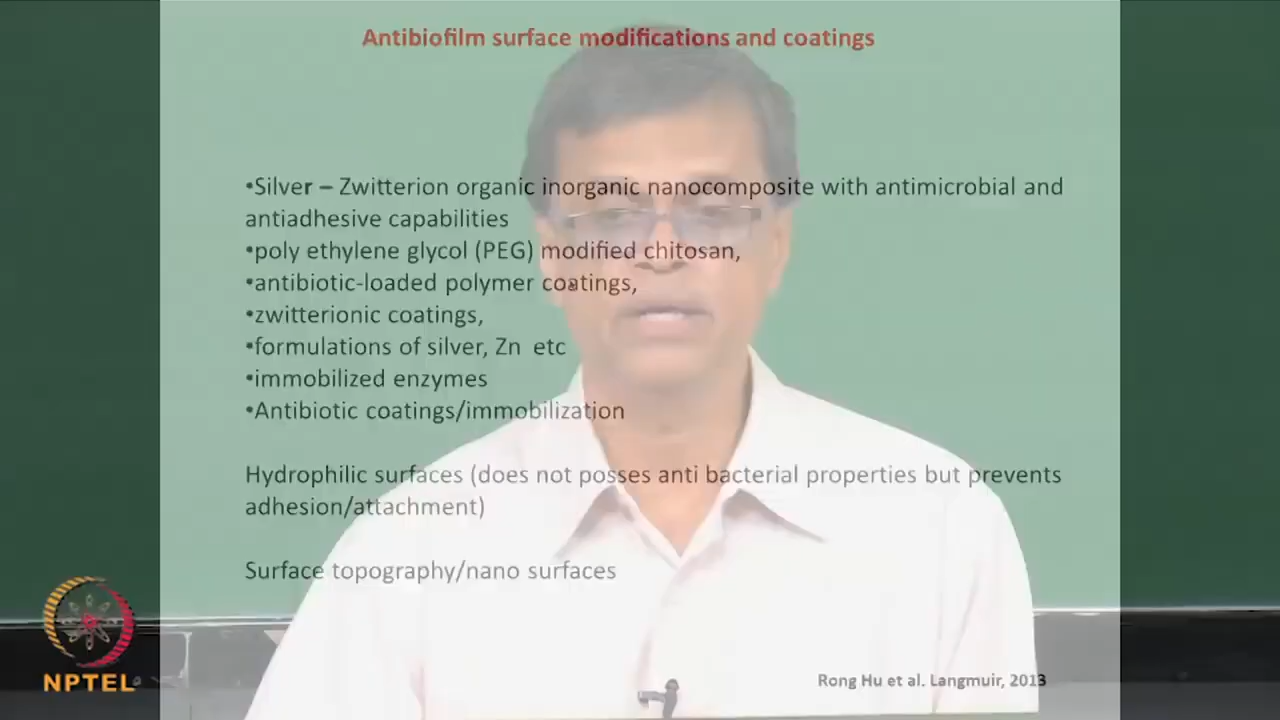 Antibiofilm surface modifications and coatings
•Silver – Zwitterion organic inorganic nanocomposite with antimicrobial and
antiadhesive capabilities
•poly ethylene glycol (PEG) modified chitosan,
•antibiotic-loaded polymer coatings,
•zwitterionic coatings,
•formulations of silver, Zn etc
•immobilized enzymes
•Antibiotic coatings/immobilization
Hydrophilic surfaces (does not posses anti bacterial properties but prevents
adhesion/attachment)
Surface topography/nano surfaces
Rong Hu et al. Langmuir, 2013
NPTEL